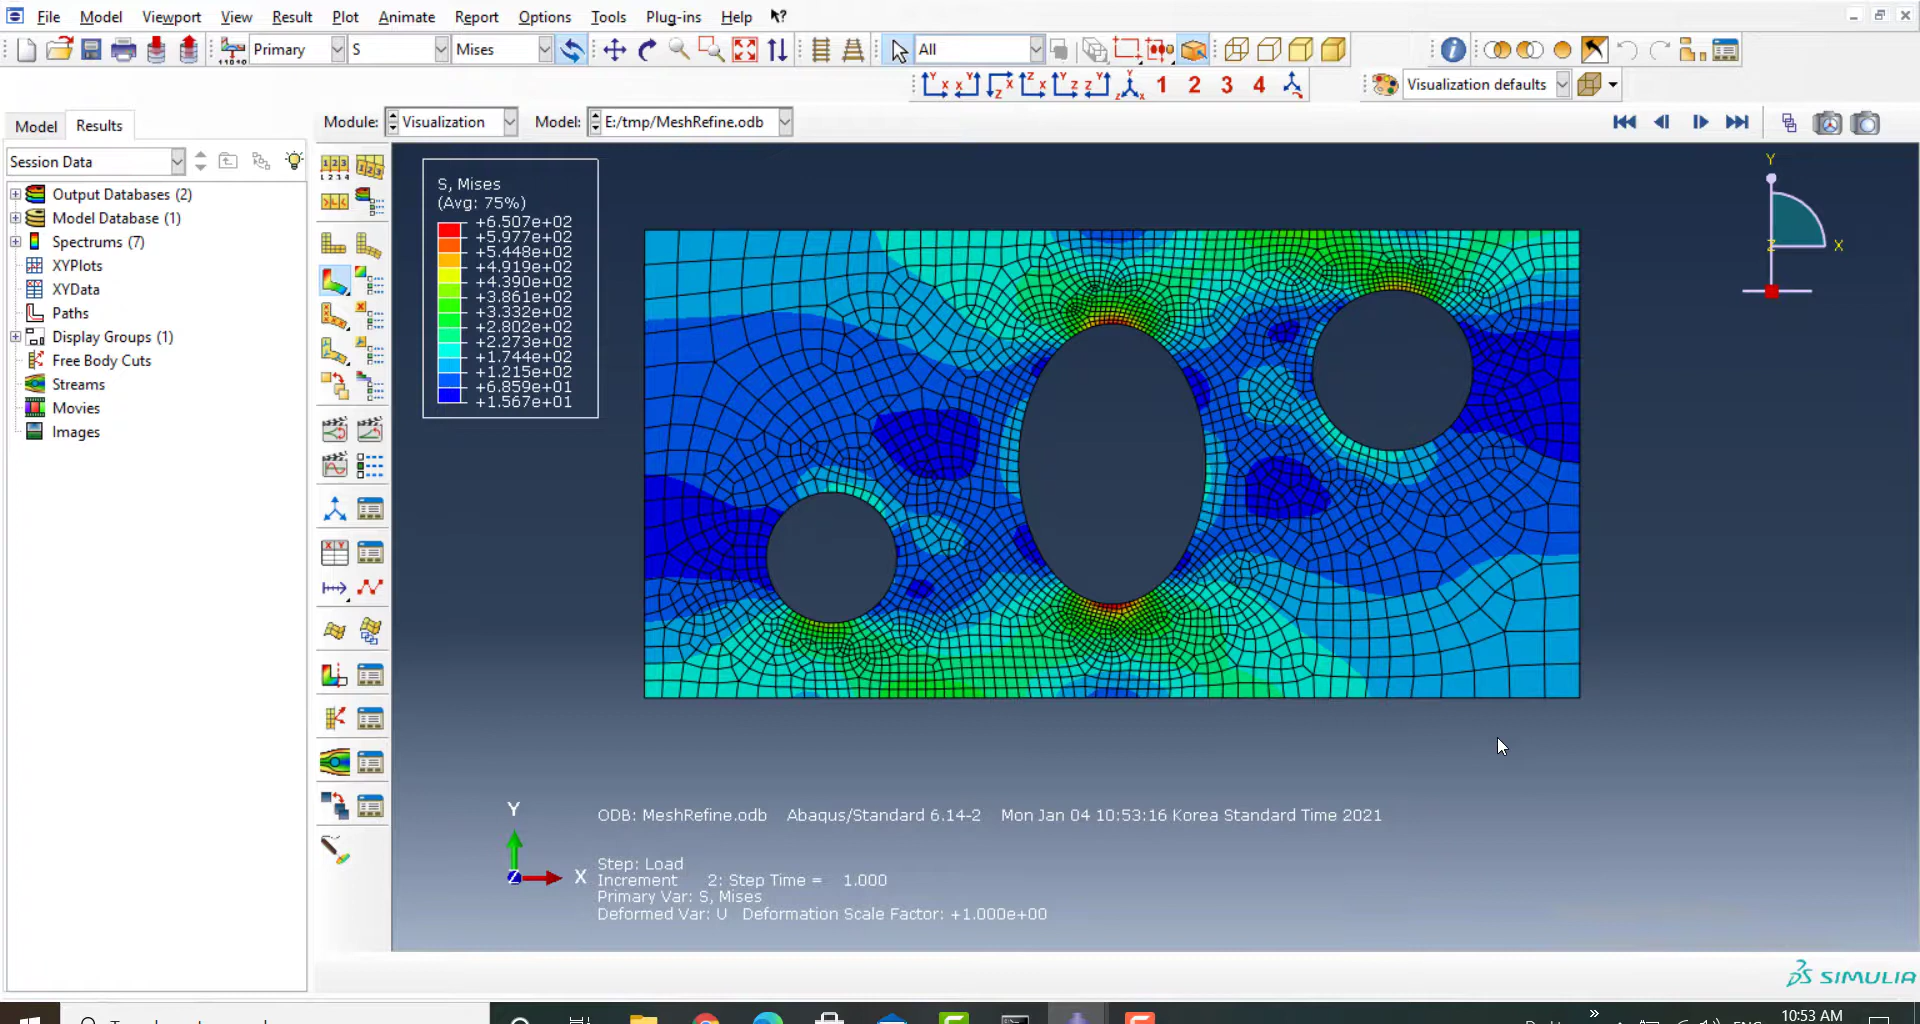 File Model Viewport View Result Plot Animate Report Options Tools Plug-ins Help
Primary S Mises All
1 2 3 4 Visualization defaults
Model Results Module: Visualization Model: E:/tmp/MeshRefine.odb
Session Data
Output Databases (2)
Model Database (1)
Spectrums (7)
XYPlots
XYData
Paths
Display Groups (1)
Free Body Cuts
Streams
Movies
Images
S, Mises
(Avg: 75%)
+6.507e+02
+5.977e+02
+5.448e+02
+4.919e+02
+4.390e+02
+3.861e+02
+3.332e+02
+2.802e+02
+2.273e+02
+1.744e+02
+1.215e+02
+6.859e+01
+1.567e+01
Y
Z X
Y
Z X
ODB: MeshRefine.odb Abaqus/Standard 6.14-2 Mon Jan 04 10:53:16 Korea Standard Time 2021
Step: Load
Increment 2: Step Time = 1.000
Primary Var: S, Mises
Deformed Var: U Deformation Scale Factor: +1.000e+00
SIMULIA
10:53 AM